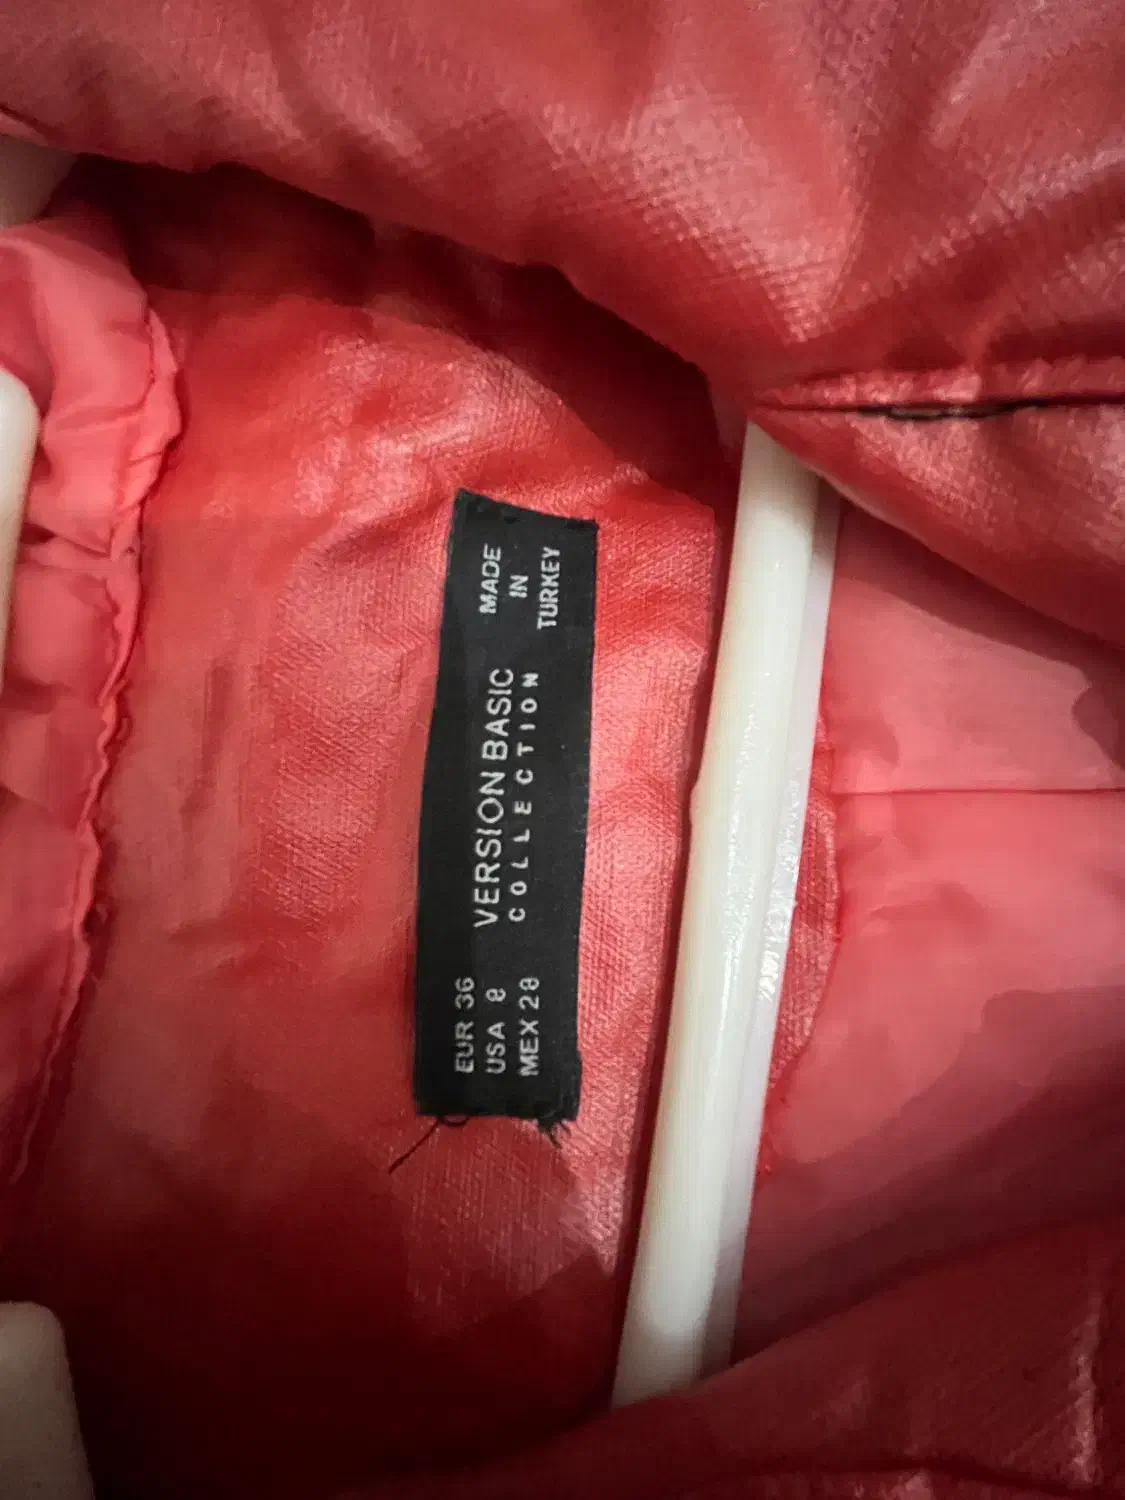 EUR 36
USA 8
MEX 28
VERSION BASIC
COLLECTION
MADE
IN
TURKEY